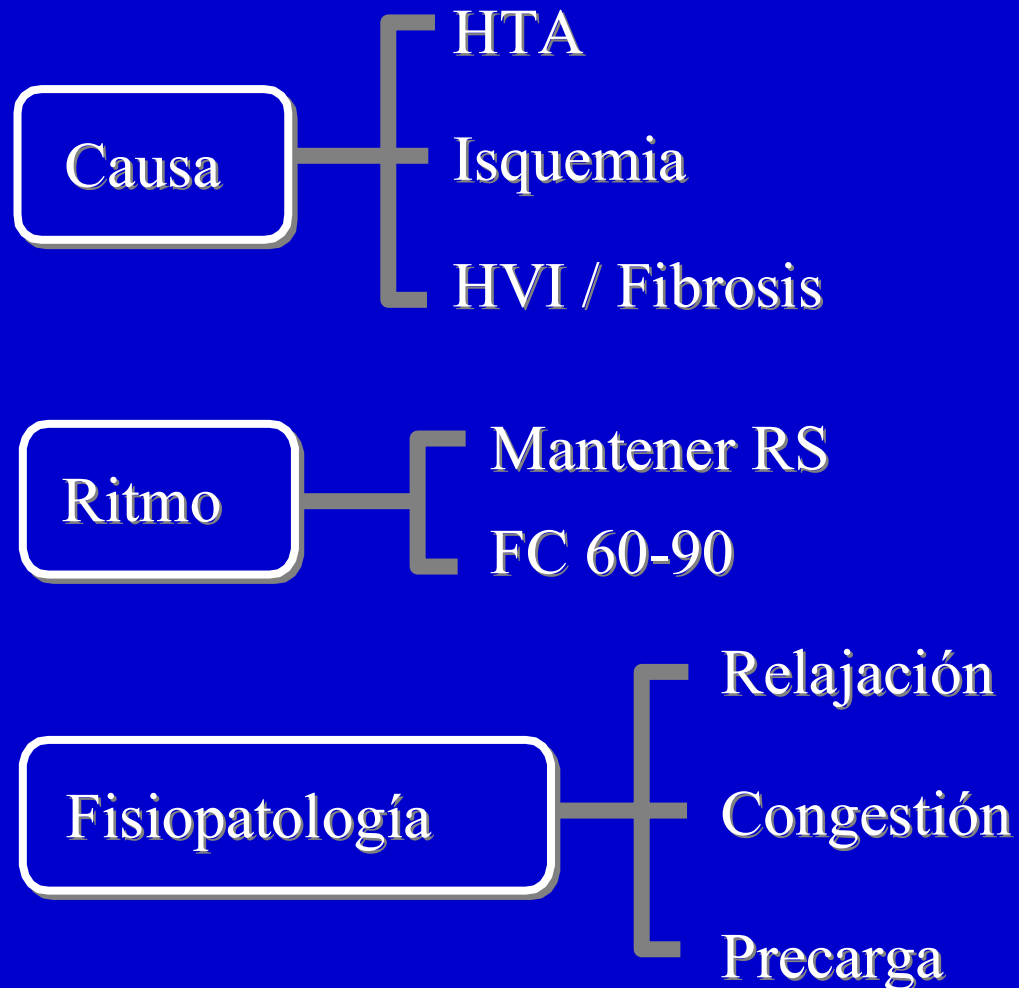 Causa
HTA
Isquemia
HVI / Fibrosis
Ritmo
Mantener RS
FC 60-90
Fisiopatología
Relajación
Congestión
Precarga